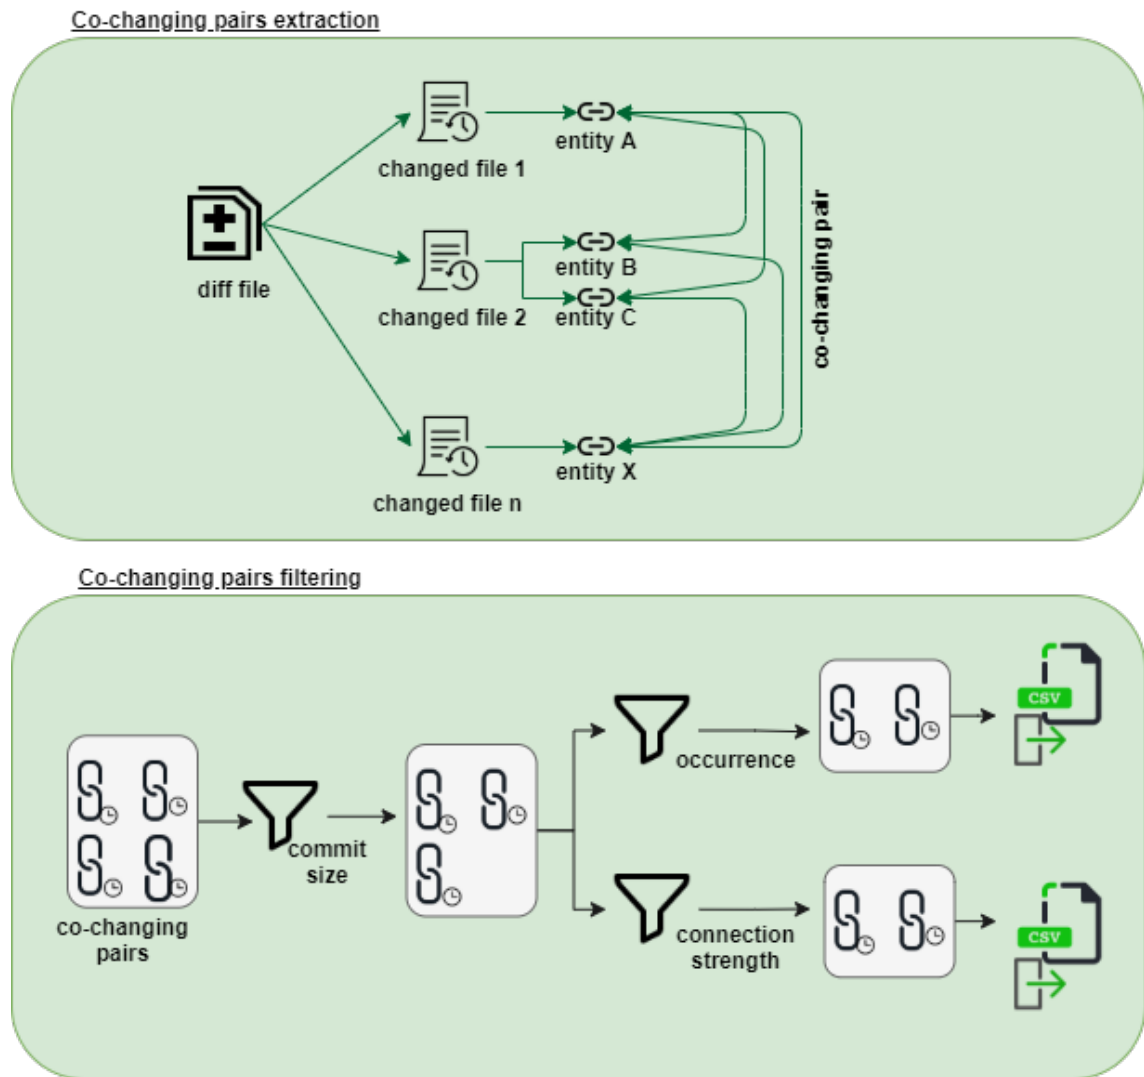 Co-changing pairs extraction
entity A
changed file 1
co-changing pair
entity B
diff file
changed file 2
entity C
entity X
changed file n
Co-changing pairs filtering
CSV
occurrence
commit
size
co-changing
pairs
connection
strength
CSV